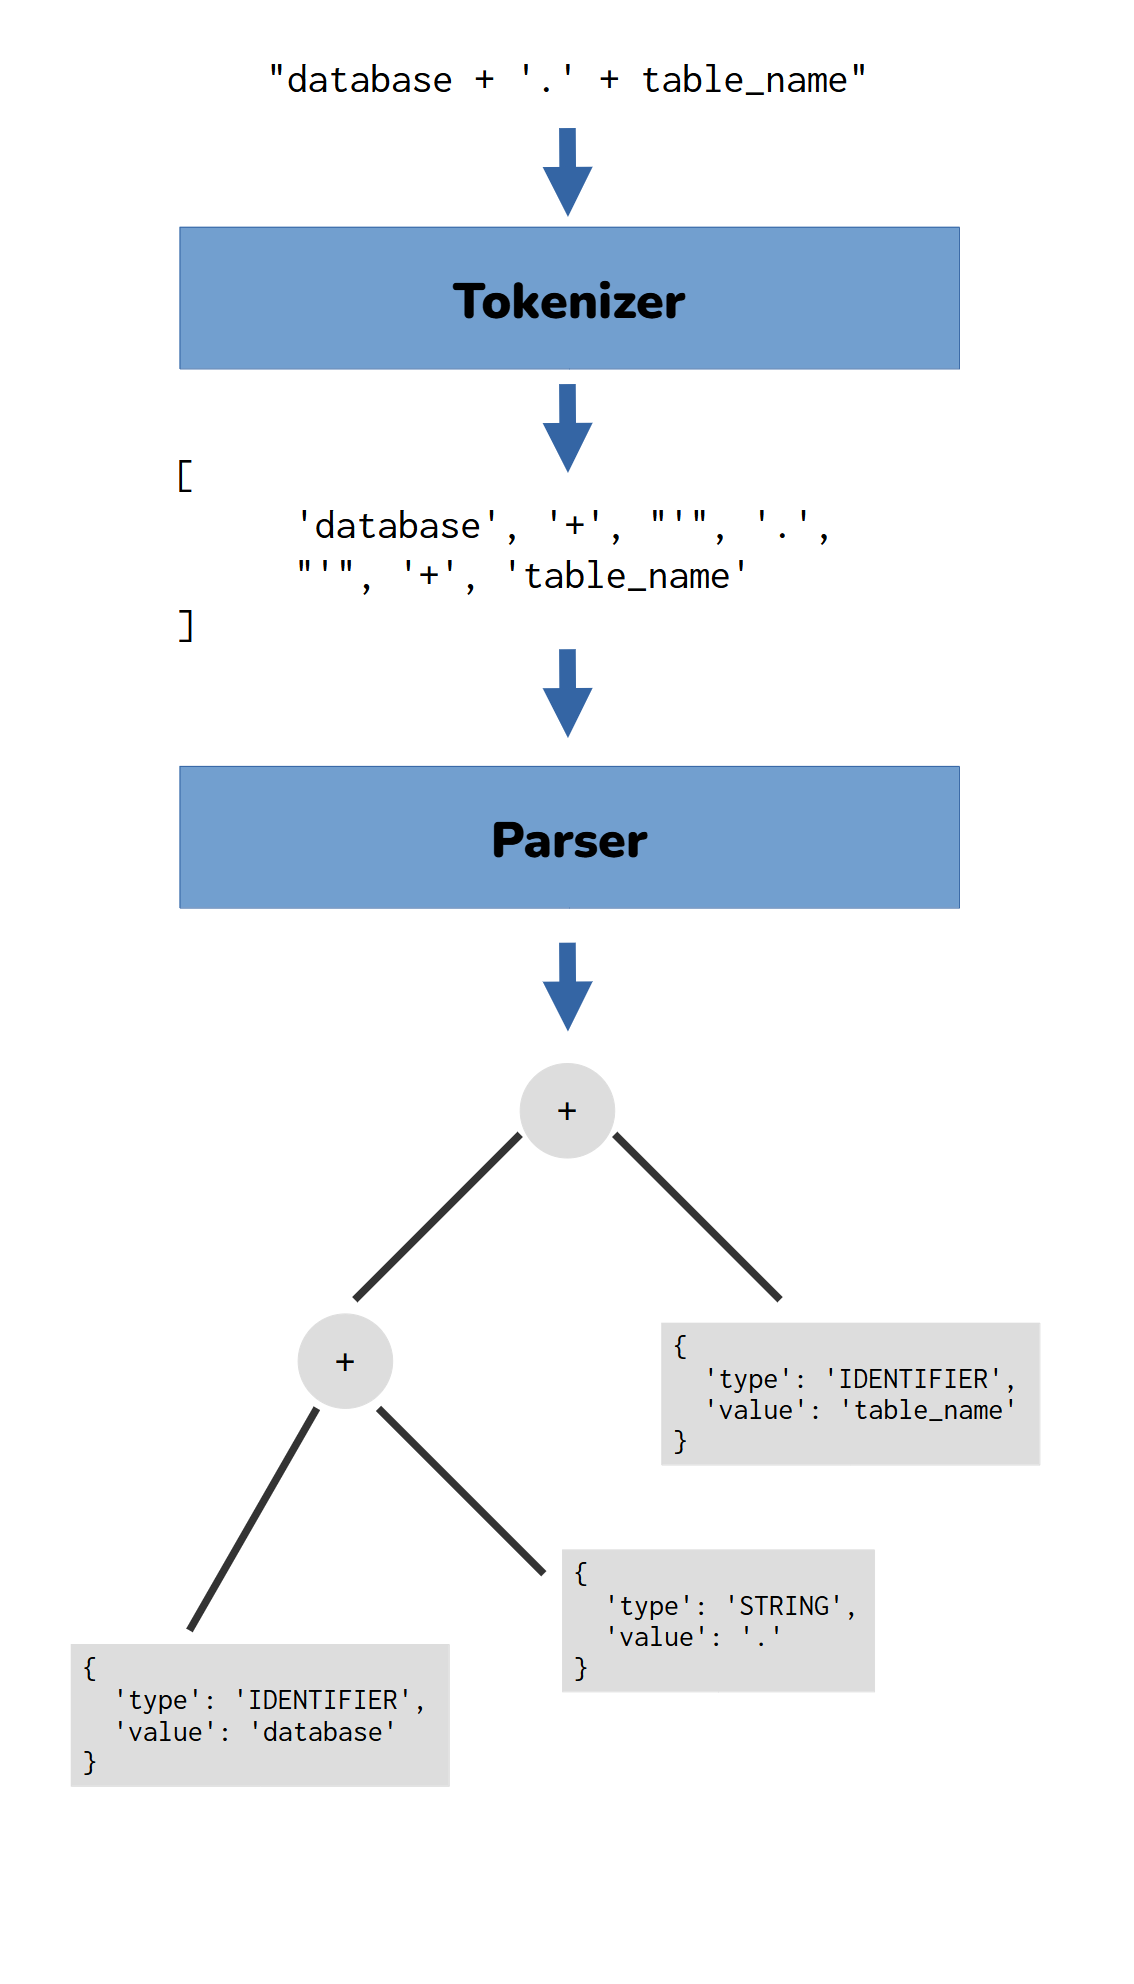 "database + '.' + table_name"
Tokenizer
[
'database', '+', "'", '.',
"'", '+', 'table_name'
]
Parser
+
+
{
'type': 'IDENTIFIER',
'value': 'table_name'
}
{
'type': 'STRING',
'value': '.'
}
{
'type': 'IDENTIFIER',
'value': 'database'
}